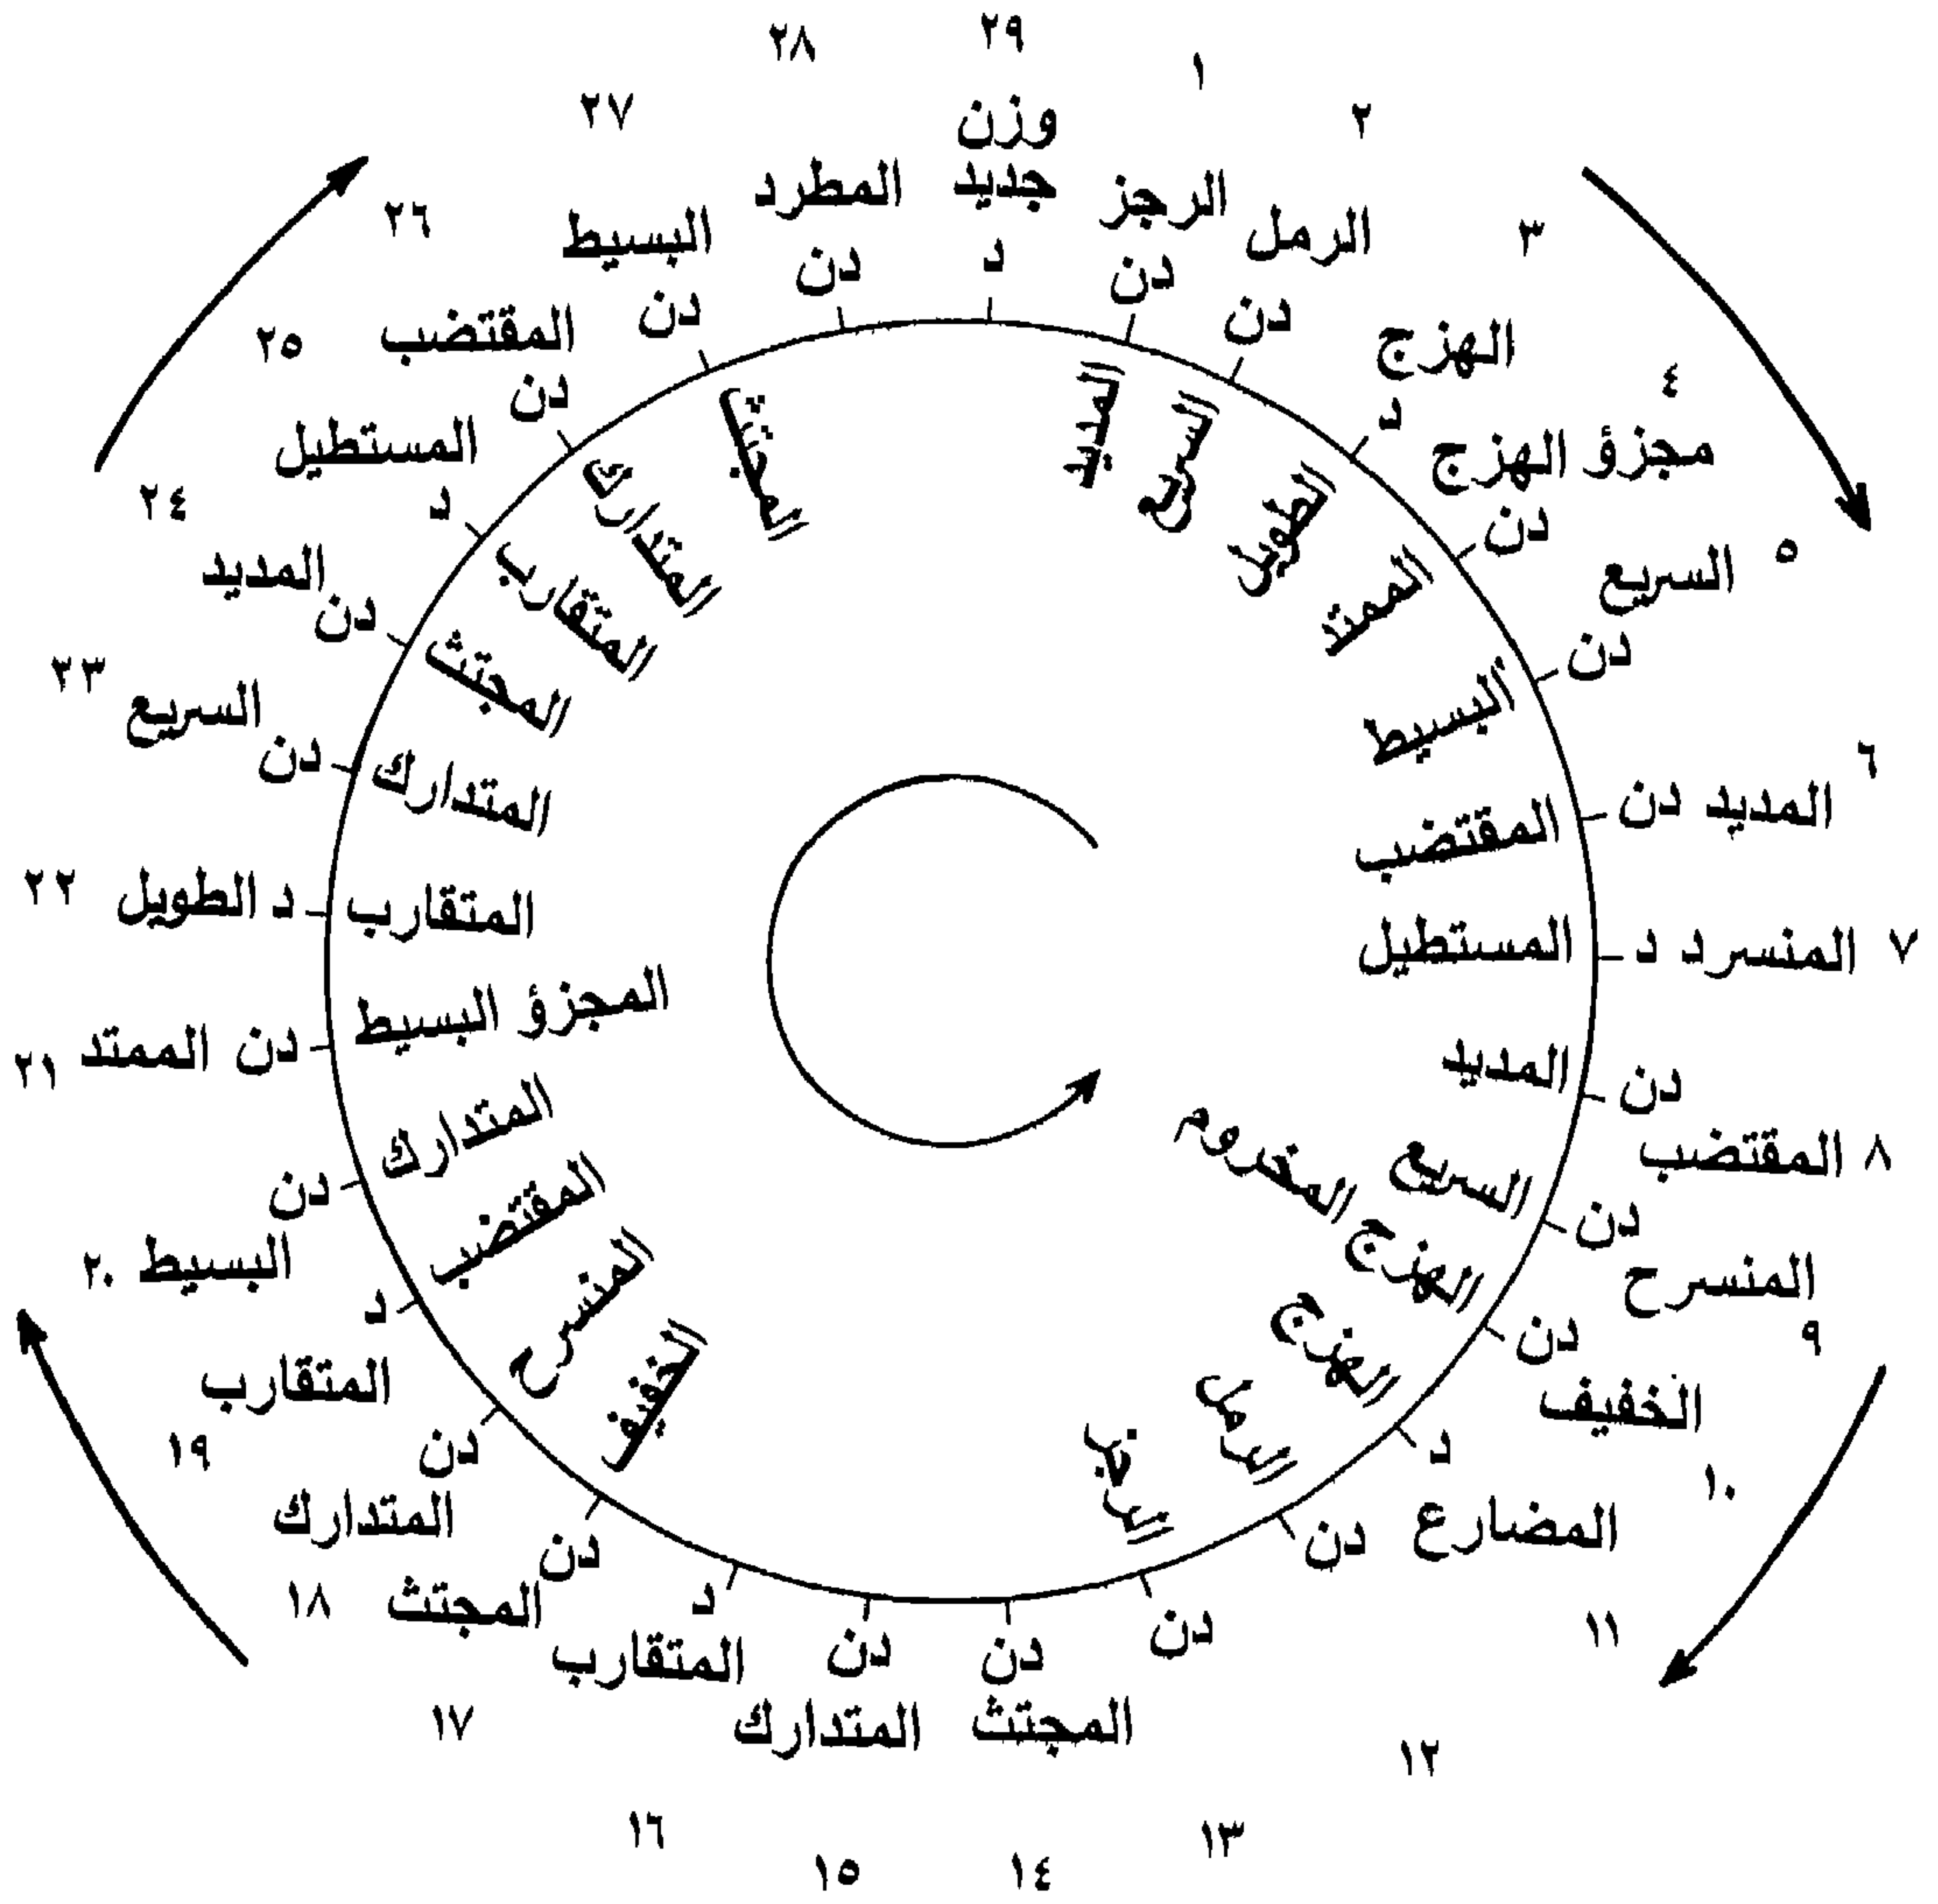 ٢٩
وزن
جديد
د
١
الرجز
دن
٢
الرمل
دن
٣
الهزج
د
٤
مجزؤ الهزج
دن
٥
السريع
دن
٦
المديد دن
٧
المنسرد د
دن
٨
المقتضب
دن
المنسرح
٩
دن
الخفيف
١٠
د
المضارع
١١
دن
١٢
دن
١٣
دن
المجتث
١٤
دن
المتدارك
١٥
د
المتقارب
١٦
دن
المجتث
١٧
دن
المتدارك
١٨
د
المتقارب
١٩
دن
البسيط
٢٠
دن الممتد
٢١
د الطويل
٢٢
دن
السريع
٢٣
دن
المديد
٢٤
د
المستطيل
٢٥
دن
المقتضب
٢٦
دن
البسيط
٢٧
دن
المطرد
٢٨
المجتث
المتدارك
المتقارب
المجتث
المتدارك
المتقارب
المجزؤ البسيط
المتدارك
المقتضب
المنسرح
الخفيف
الرمل
الهزج
الهزج المخروم
السريع
المديد
المستطيل
المقتضب
البسيط
الممتد
الطويل
السريع
المديد